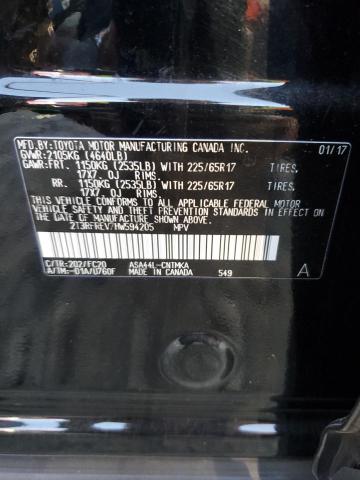 MFD.BY:TOYOTA MOTOR MANUFACTURING CANADA INC. 01/17
GVWR:2105KG (4640LB)
GAWR:FRT. 1150KG (2535LB) WITH 225/65R17 TIRES,
17X7 OJ RIMS.
RR. 1150KG (2535LB) WITH 225/65R17 TIRES,
17X7 OJ RIMS.
THIS VEHICLE CONFORMS TO ALL APPLICABLE FEDERAL MOTOR
VEHICLE SAFETY AND THEFT PREVENTION STANDARDS IN
EFFECT ON THE DATE OF MANUFACTURE SHOWN ABOVE.
2T3RFREV7HW594205 MPV
C/TR:202/FC20 ASA44L-CNTMKA
A/TM:-01A/U760F MADE IN CANADA 549 A